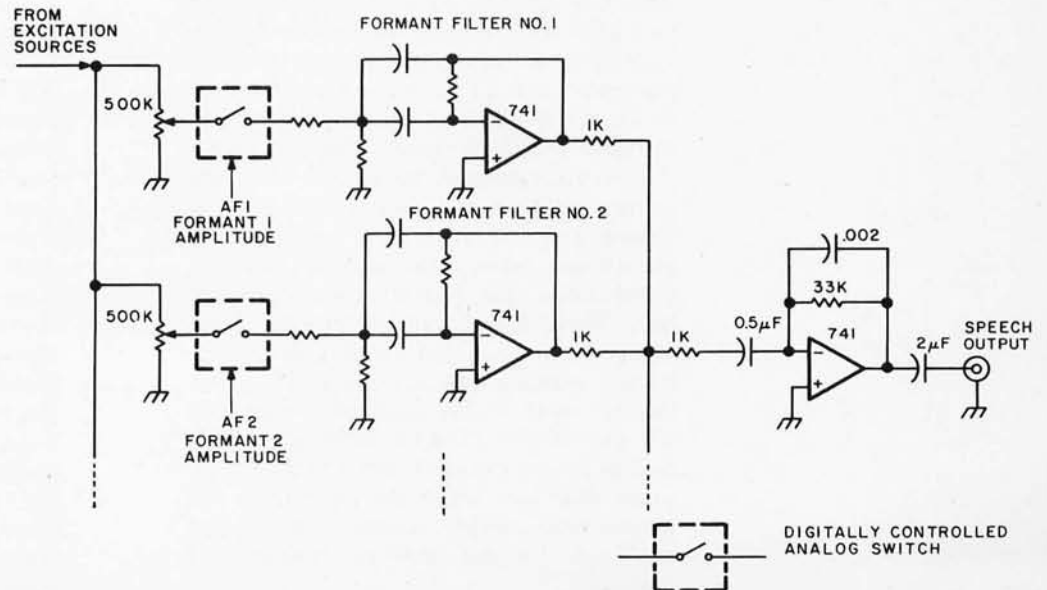 FROM
EXCITATION
SOURCES
FORMANT FILTER NO. 1
500K
741
-
+
1K
AF1
FORMANT 1
AMPLITUDE
FORMANT FILTER NO. 2
500K
741
-
+
1K
1K
0.5µF
.002
33K
741
-
+
2µF
SPEECH
OUTPUT
AF2
FORMANT 2
AMPLITUDE
DIGITALLY CONTROLLED
ANALOG SWITCH